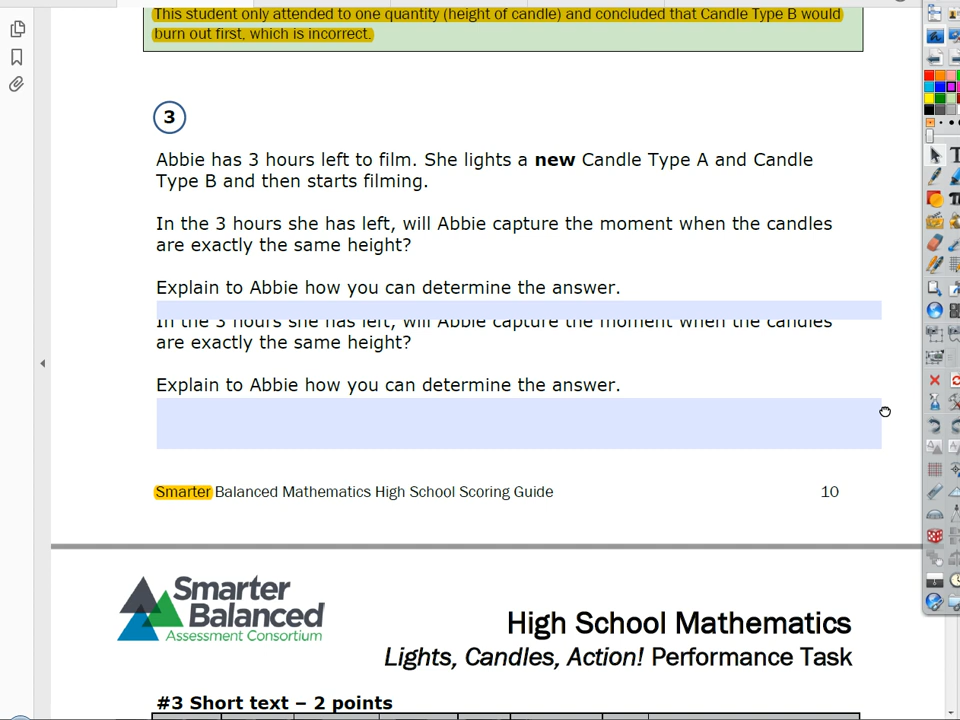 This student only attended to one quantity (height of candle) and concluded that Candle Type B would
burn out first, which is incorrect.
3
Abbie has 3 hours left to film. She lights a new Candle Type A and Candle
Type B and then starts filming.
In the 3 hours she has left, will Abbie capture the moment when the candles
are exactly the same height?
Explain to Abbie how you can determine the answer.
In the 3 hours she has left, will Abbie capture the moment when the candles
are exactly the same height?
Explain to Abbie how you can determine the answer.
Smarter Balanced Mathematics High School Scoring Guide 10
Smarter
Balanced
Assessment Consortium
High School Mathematics
Lights, Candles, Action! Performance Task
#3 Short text – 2 points